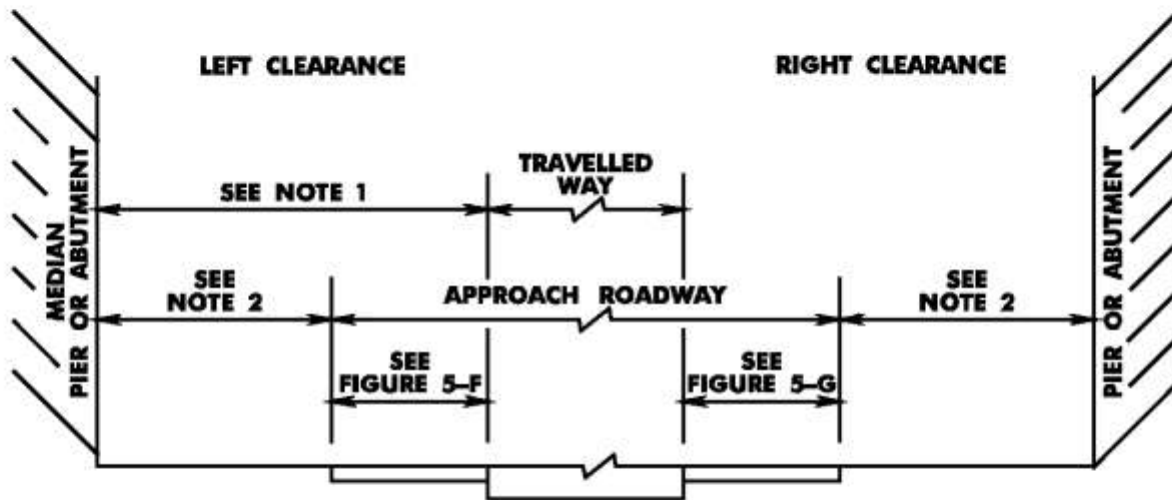 LEFT CLEARANCE
RIGHT CLEARANCE
TRAVELLED
WAY
SEE NOTE 1
MEDIAN
PIER OR ABUTMENT
SEE
NOTE 2
APPROACH ROADWAY
SEE
NOTE 2
PIER OR ABUTMENT
SEE
FIGURE 5-F
SEE
FIGURE 5-G